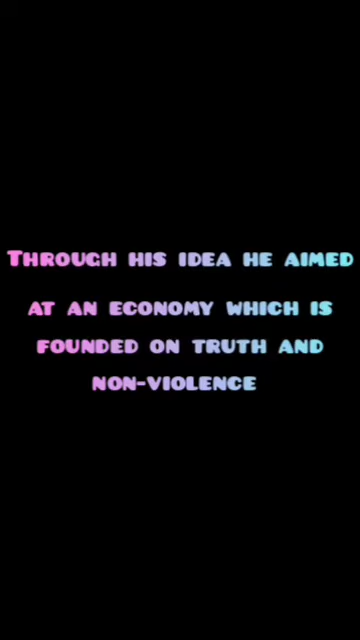 Through his idea he aimed
at an economy which is
founded on truth and
non-violence